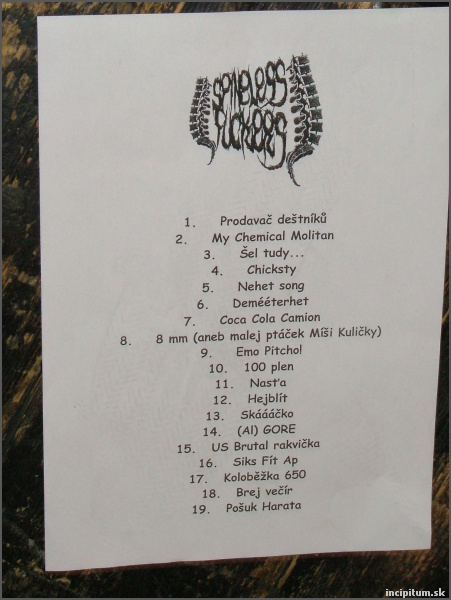 SPINELESS
FUCKERS
1. Prodavač deštníků
2. My Chemical Molitan
3. Šel tudy...
4. Chicksty
5. Nehet song
6. Deméééterhet
7. Coca Cola Camion
8. 8 mm (aneb malej ptáček Míši Kuličky)
9. Emo Pitcho!
10. 100 plen
11. Nasťa
12. Hejblít
13. Skáááčko
14. (Al) GORE
15. US Brutal rakvička
16. Siks Fít Ap
17. Koloběžka 650
18. Brej večír
19. Pošuk Harata
incipitum.sk